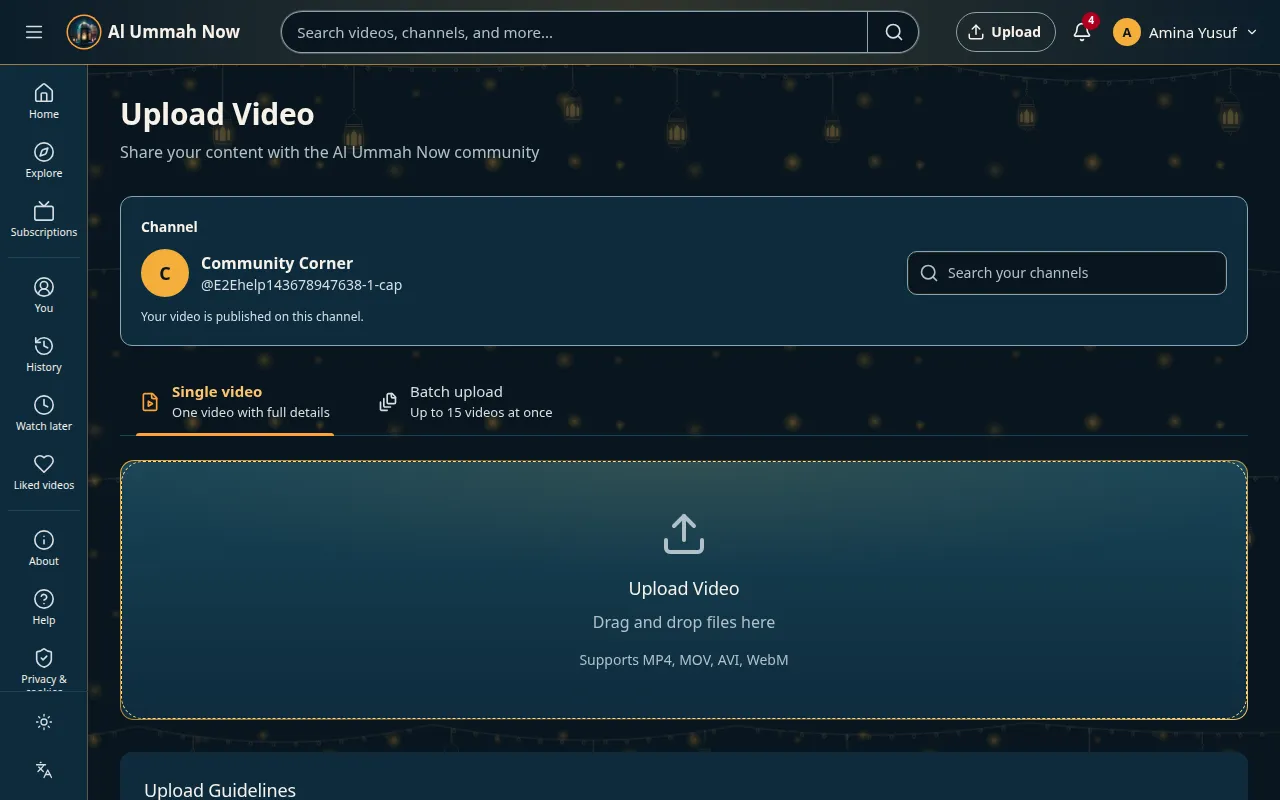 Al Ummah Now
Search videos, channels, and more...
Upload
4
A
Amina Yusuf
Home
Explore
Subscriptions
You
History
Watch later
Liked videos
About
Help
Privacy &
cookies
Upload Video
Share your content with the Al Ummah Now community
Channel
C
Community Corner
@E2Ehelp143678947638-1-cap
Search your channels
Your video is published on this channel.
Single video
One video with full details
Batch upload
Up to 15 videos at once
Upload Video
Drag and drop files here
Supports MP4, MOV, AVI, WebM
Upload Guidelines